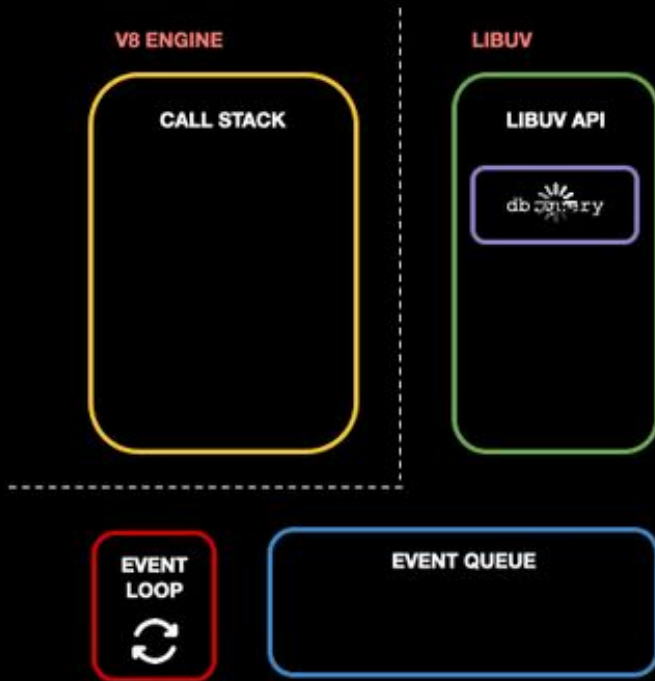 V8 ENGINE
LIBUV
CALL STACK
LIBUV API
EVENT
LOOP
EVENT QUEUE